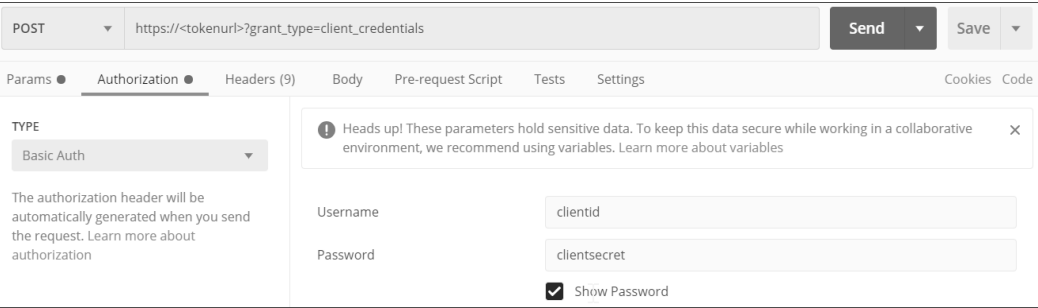 POST https://<tokenurl>?grant_type=client_credentials Send Save
Params Authorization Headers (9) Body Pre-request Script Tests Settings Cookies Code
TYPE
Basic Auth
The authorization header will be
automatically generated when you send
the request. Learn more about
authorization
Heads up! These parameters hold sensitive data. To keep this data secure while working in a collaborative
environment, we recommend using variables. Learn more about variables
Username clientid
Password clientsecret
Show Password